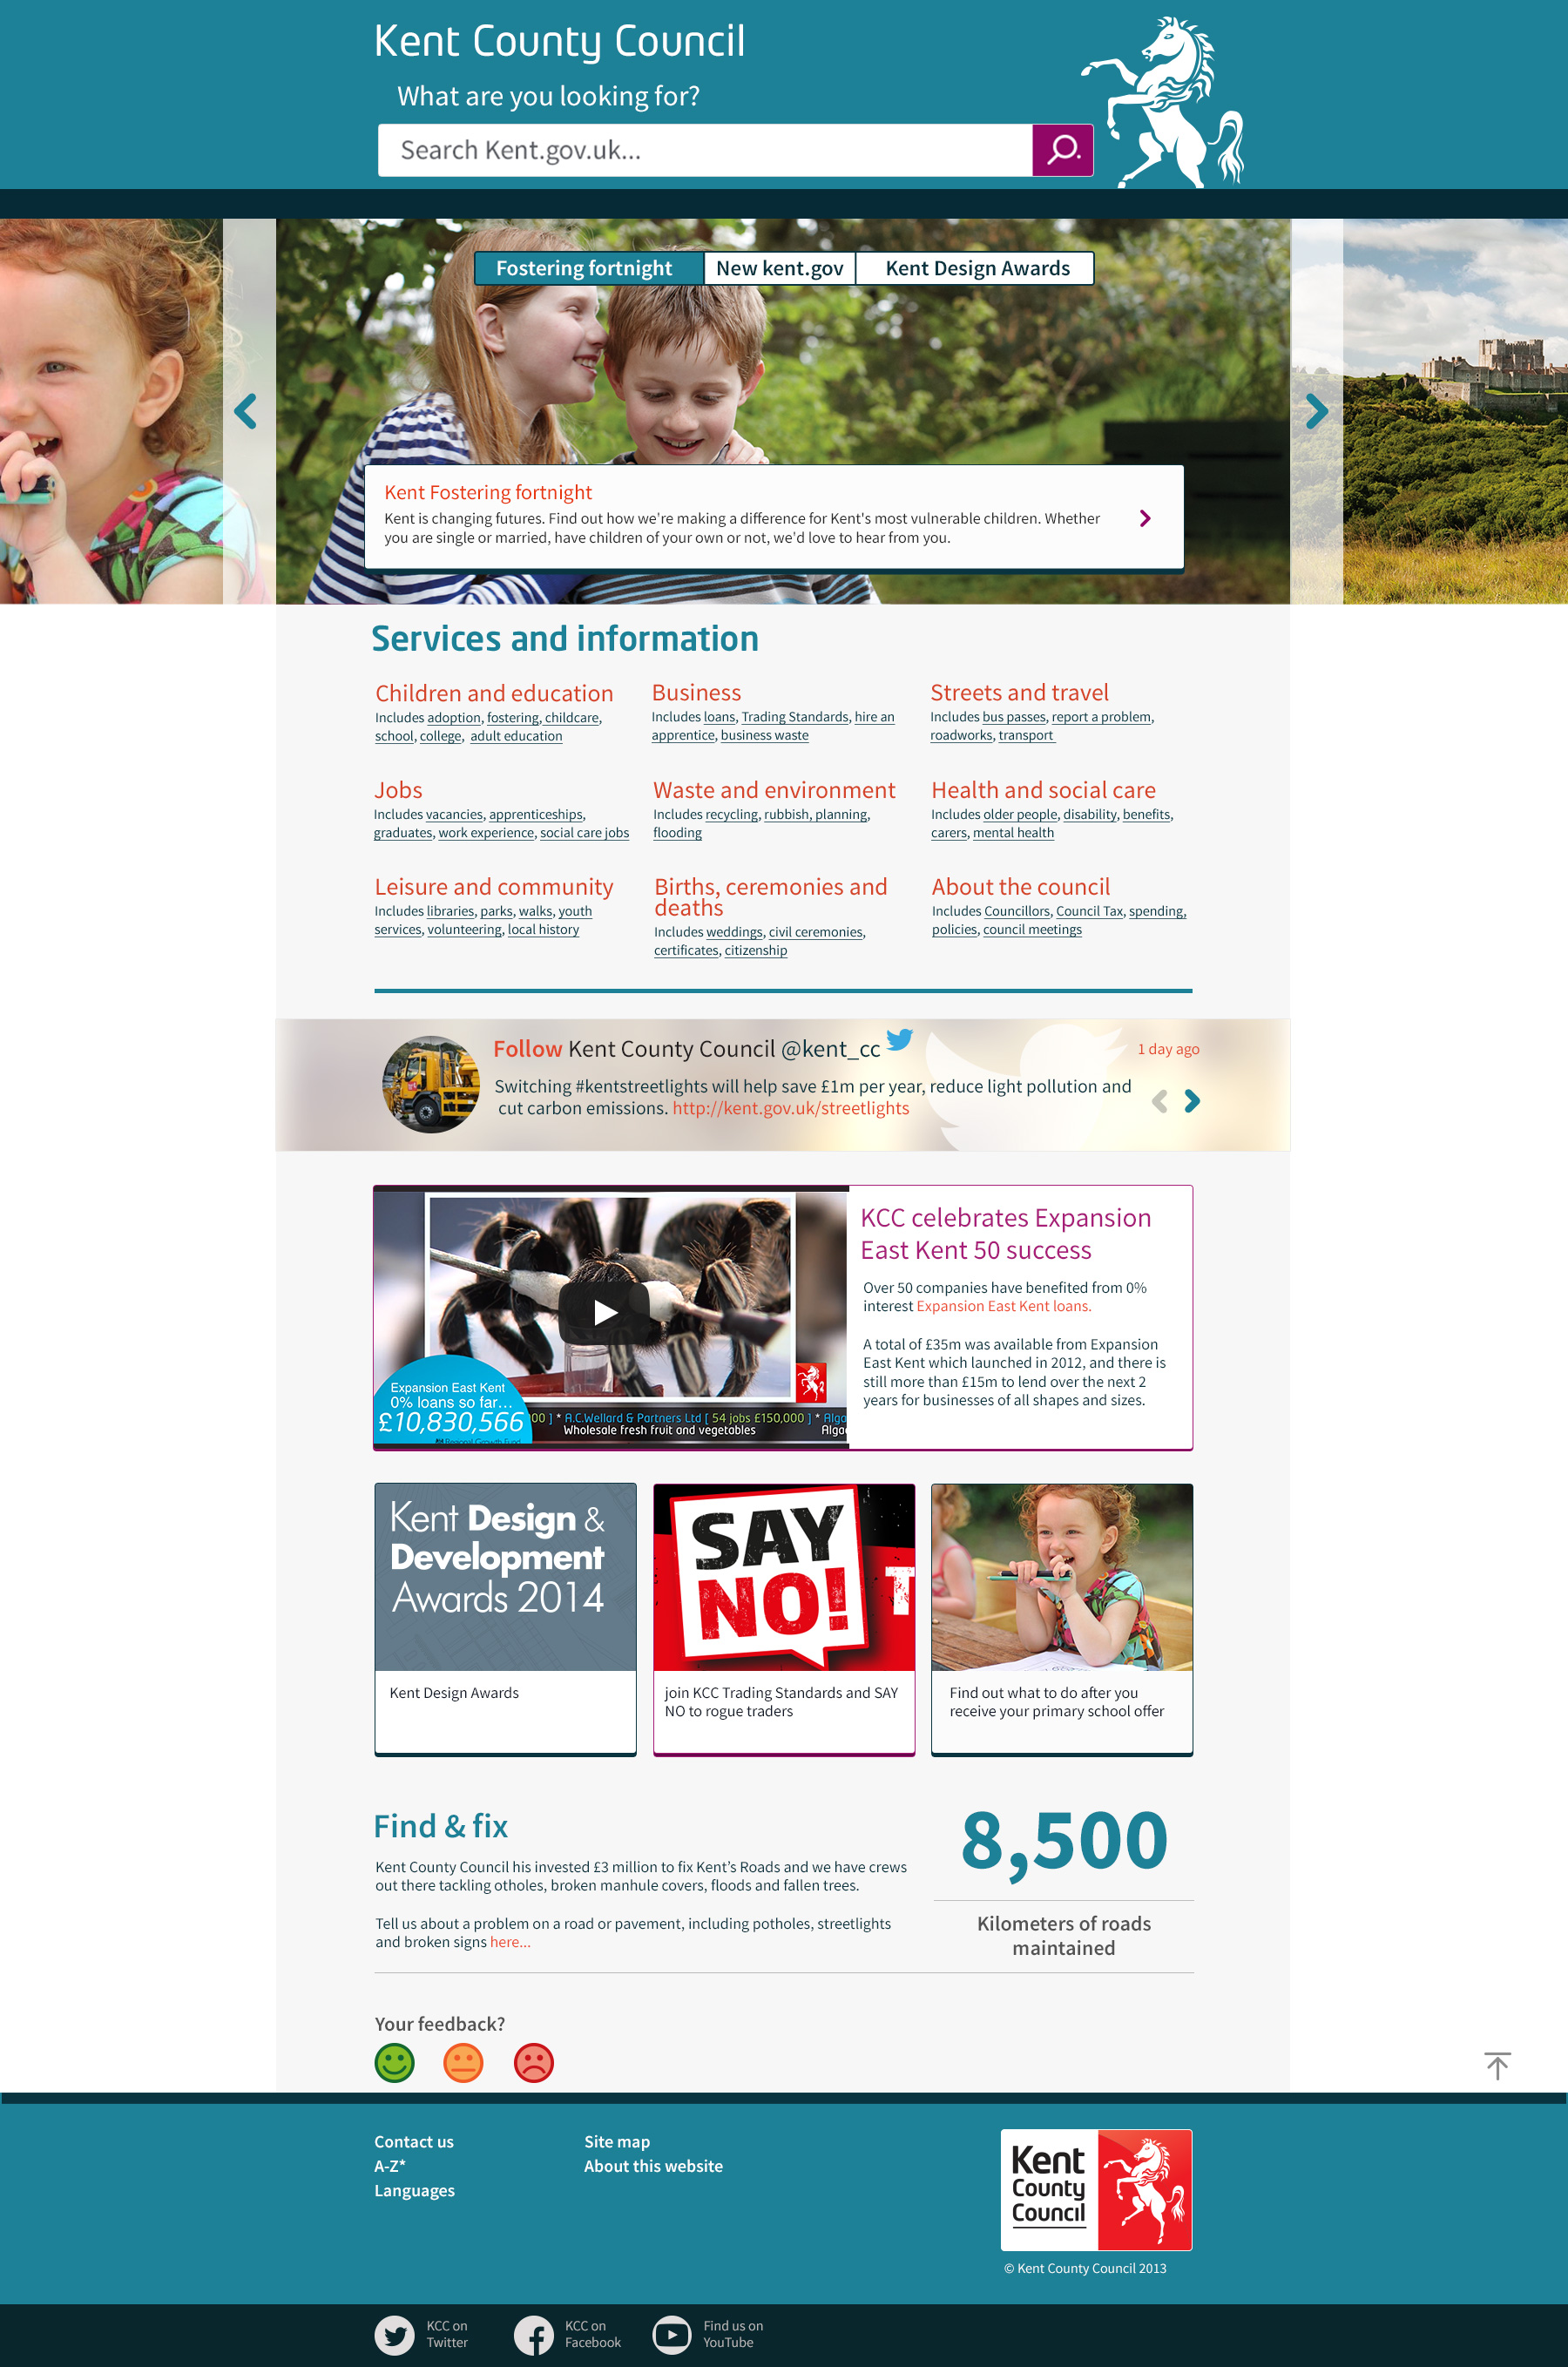 Kent County Council
What are you looking for?
Search Kent.gov.uk...
Fostering fortnight
New kent.gov
Kent Design Awards
Kent Fostering fortnight
Kent is changing futures. Find out how we're making a difference for Kent's most vulnerable children. Whether
you are single or married, have children of your own or not, we'd love to hear from you.
Services and information
Children and education
Includes adoption, fostering, childcare,
school, college, adult education
Business
Includes loans, Trading Standards, hire an
apprentice, business waste
Streets and travel
Includes bus passes, report a problem,
roadworks, transport
Jobs
Includes vacancies, apprenticeships,
graduates, work experience, social care jobs
Waste and environment
Includes recycling, rubbish, planning,
flooding
Health and social care
Includes older people, disability, benefits,
carers, mental health
Leisure and community
Includes libraries, parks, walks, youth
services, volunteering, local history
Births, ceremonies and
deaths
Includes weddings, civil ceremonies,
certificates, citizenship
About the council
Includes Councillors, Council Tax, spending,
policies, council meetings
Follow Kent County Council @kent_cc
1 day ago
Switching #kentstreetlights will help save £1m per year, reduce light pollution and
cut carbon emissions. http://kent.gov.uk/streetlights
Expansion East Kent
0% loans so far...
£10,830,566
00 ] * A.C.Wellard & Partners Ltd [ 54 jobs £150,000 ] * Alga
Wholesale fresh fruit and vegetables Algae
Regional Growth Fund
KCC celebrates Expansion
East Kent 50 success
Over 50 companies have benefited from 0%
interest Expansion East Kent loans.
A total of £35m was available from Expansion
East Kent which launched in 2012, and there is
still more than £15m to lend over the next 2
years for businesses of all shapes and sizes.
Kent Design &
Development
Awards 2014
Kent Design Awards
SAY
NO!
T
join KCC Trading Standards and SAY
NO to rogue traders
Find out what to do after you
receive your primary school offer
Find & fix
Kent County Council his invested £3 million to fix Kent's Roads and we have crews
out there tackling otholes, broken manhule covers, floods and fallen trees.
Tell us about a problem on a road or pavement, including potholes, streetlights
and broken signs here...
8,500
Kilometers of roads
maintained
Your feedback?
Contact us
A-Z*
Languages
Site map
About this website
Kent
County
Council
© Kent County Council 2013
KCC on
Twitter
KCC on
Facebook
Find us on
YouTube